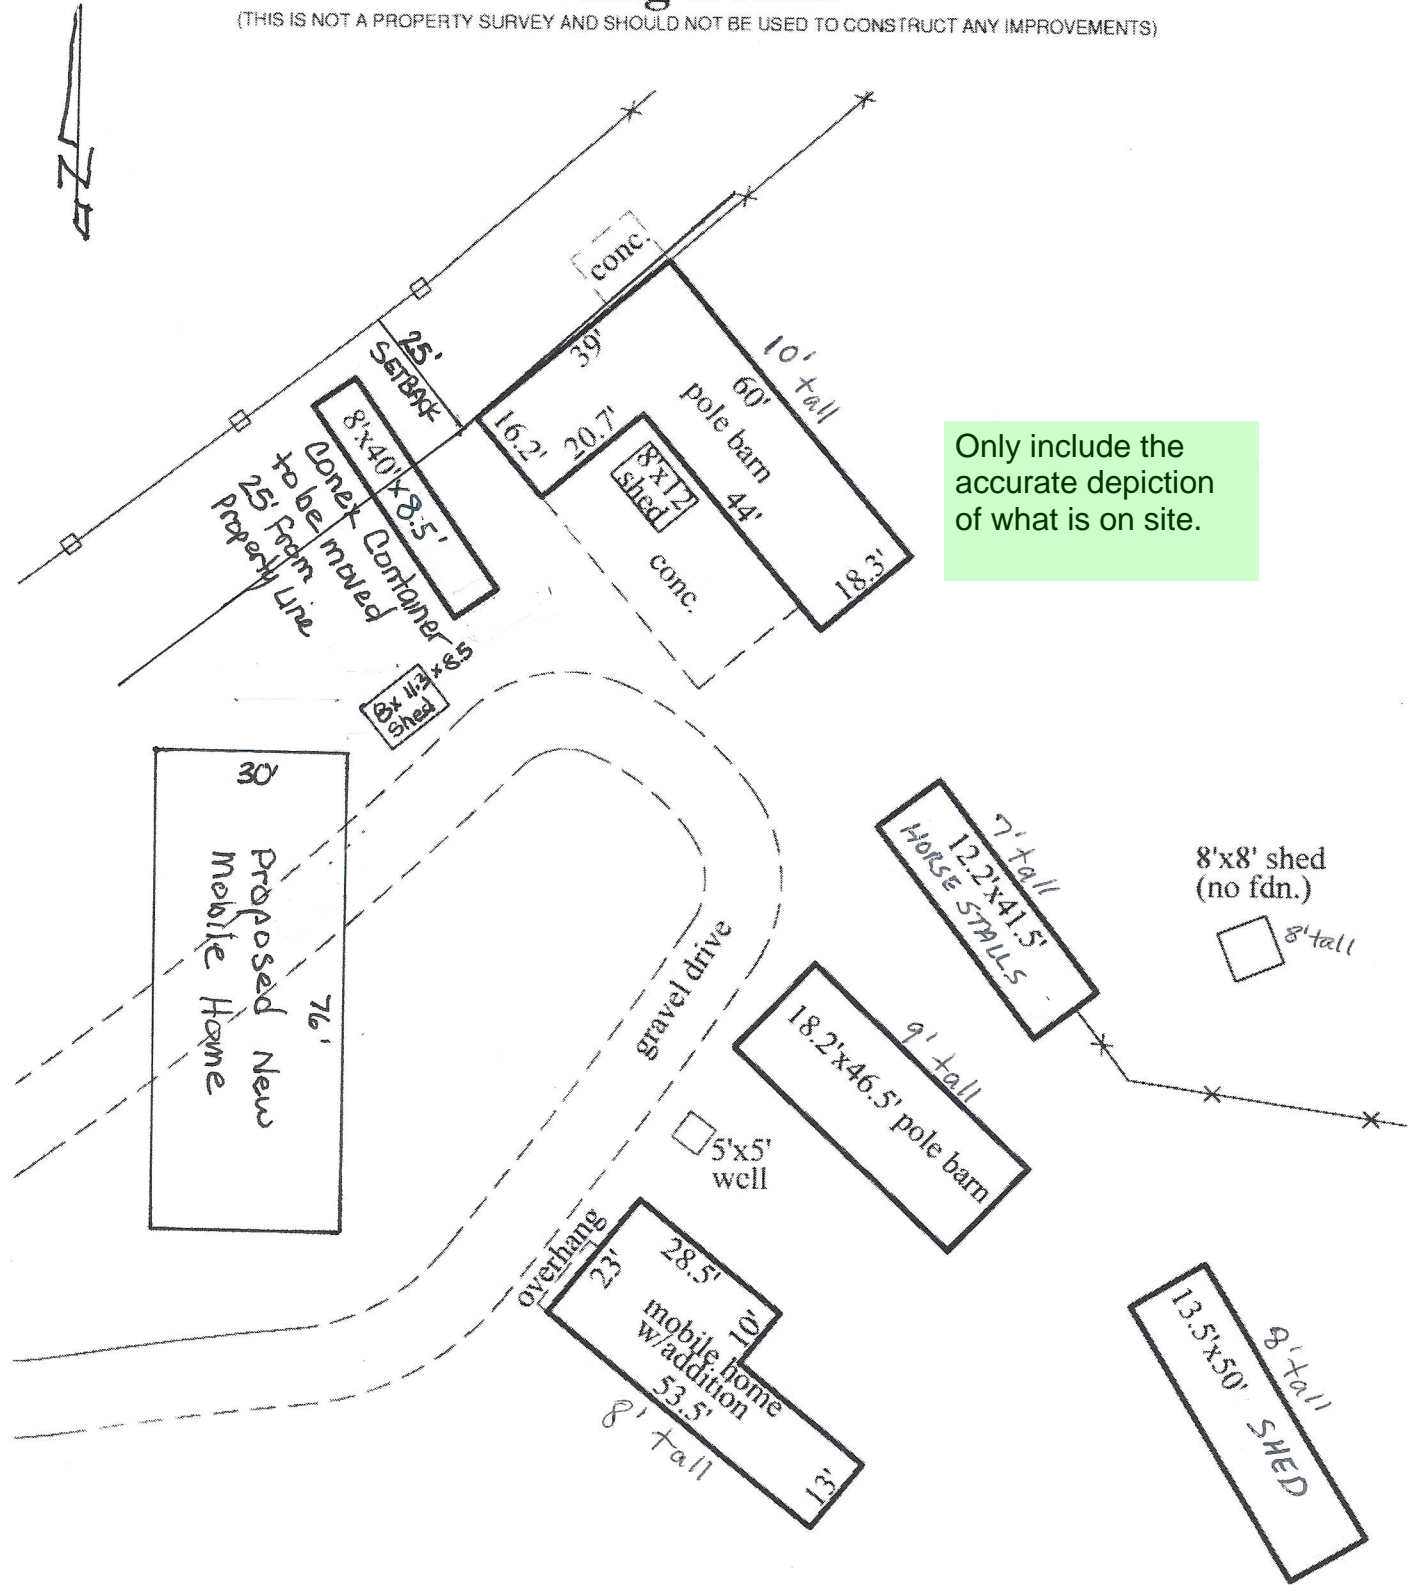 (THIS IS NOT A PROPERTY SURVEY AND SHOULD NOT BE USED TO CONSTRUCT ANY IMPROVEMENTS)
N
conc.
25'
SETBACK
39'
10' tall
60'
pole barn
16.2'
20.7'
8'x12'
shed
44'
18.3'
conc.
8'x40'x8.5'
Conex Container
to be moved
25' From
Property Line
Only include the
accurate depiction
of what is on site.
8x 11.3 x 8.5
Shed
30'
76'
Proposed New
Mobile Home
gravel drive
7' tall
12.2'x41.5'
HORSE STALLS
8'x8' shed
(no fdn.)
8' tall
9' tall
18.2'x46.5' pole barn
5'x5'
well
overhang
23'
28.5'
10'
mobile home
w/addition
53.5'
8' tall
13'
13.5'x50' SHED
8' tall